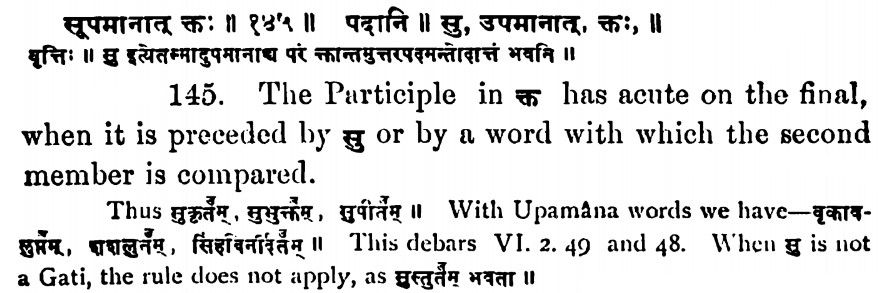 सूपमानात् क्तः ॥ १४५ ॥ पदानि ॥ सु, उपमानात्, क्तः, ॥
वृत्तिः ॥ सु इत्येतस्मादुपमानाच्च परं क्तान्तमुत्तरपदमन्तोदात्तं भवति ॥
145. The Participle in क्त has acute on the final,
when it is preceded by सु or by a word with which the second
member is compared.
Thus सुकृतम्॑, सुभुक्तम्॑, सुपीतम्॑ ॥ With Upamâna words we have—वृकाव-
लुप्तम्॑, शशप्लुतम्॑, सिंहविनर्दितम्॑ ॥ This debars VI. 2. 49 and 48. When सु is not
a Gati, the rule does not apply, as सुस्तुतम्॑ भवता ॥